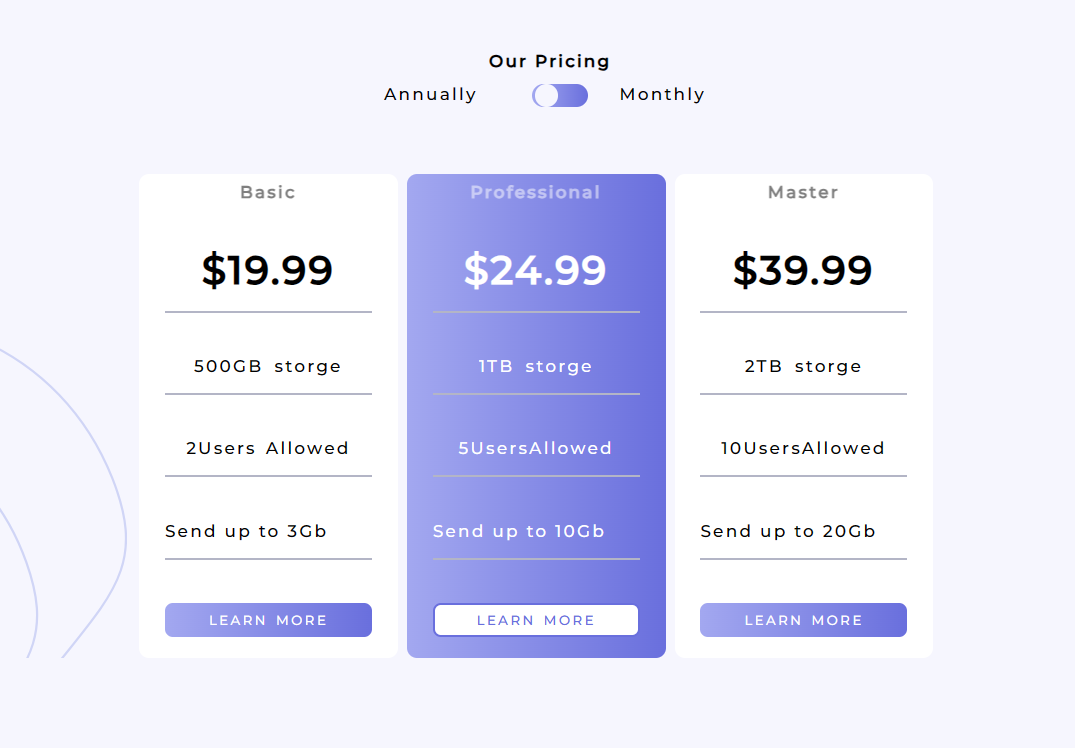 Our Pricing
Annually Monthly
Basic
$19.99
500GB storge
2Users Allowed
Send up to 3Gb
LEARN MORE
Professional
$24.99
1TB storge
5UsersAllowed
Send up to 10Gb
LEARN MORE
Master
$39.99
2TB storge
10UsersAllowed
Send up to 20Gb
LEARN MORE